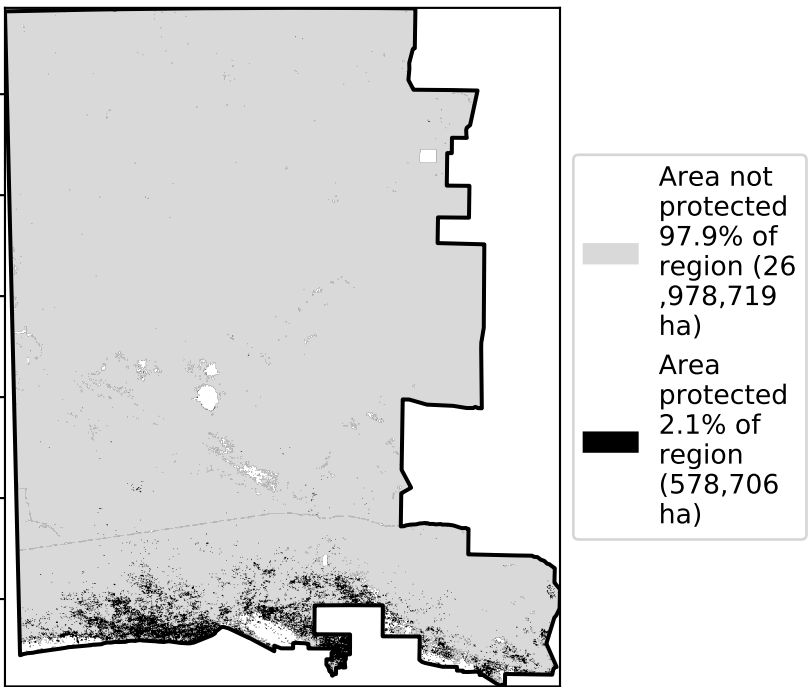 Area not
protected
97.9% of
region (26
,978,719
ha)
Area
protected
2.1% of
region
(578,706
ha)